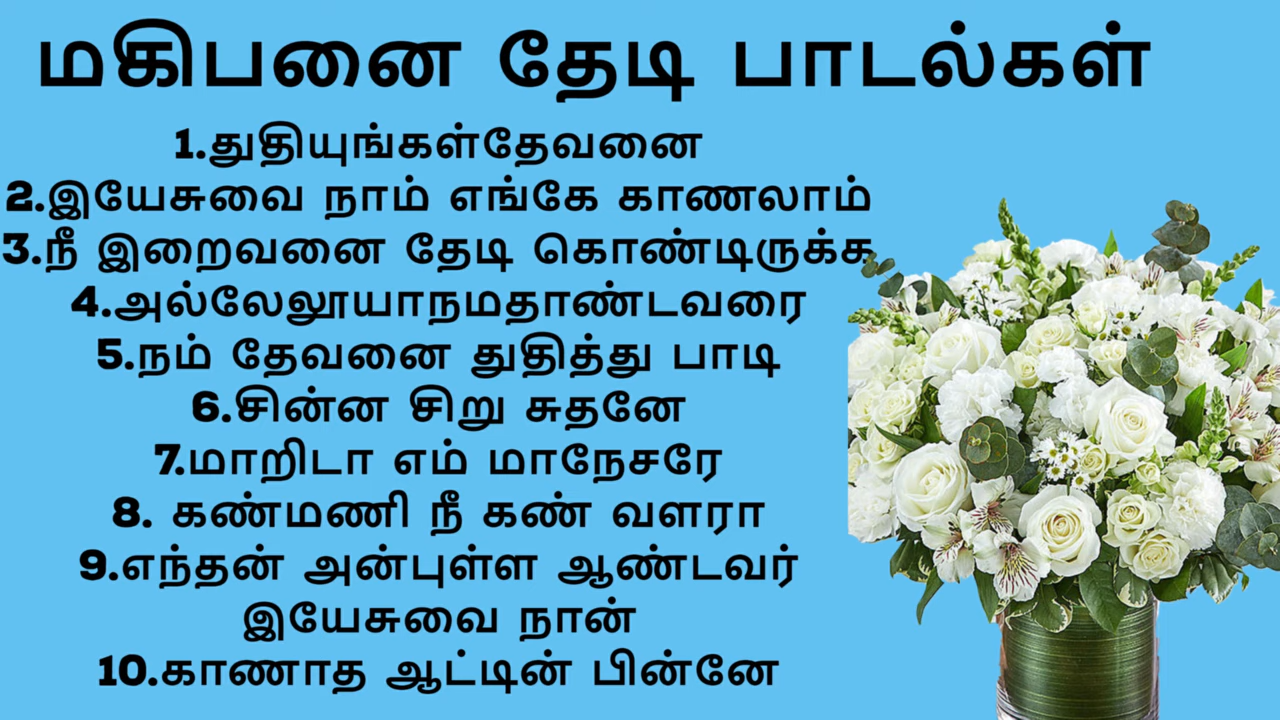 மகிபனை தேடி பாடல்கள்
1.துதியுங்கள்தேவனை
2.இயேசுவை நாம் எங்கே காணலாம்
3.நீ இறைவனை தேடி கொண்டிருக்க
4.அல்லேலூயாநமதாண்டவரை
5.நம் தேவனை துதித்து பாடி
6.சின்ன சிறு சுதனே
7.மாறிடா எம் மாநேசரே
8. கண்மணி நீ கண் வளரா
9.எந்தன் அன்புள்ள ஆண்டவர்
இயேசுவை நான்
10.காணாத ஆட்டின் பின்னே